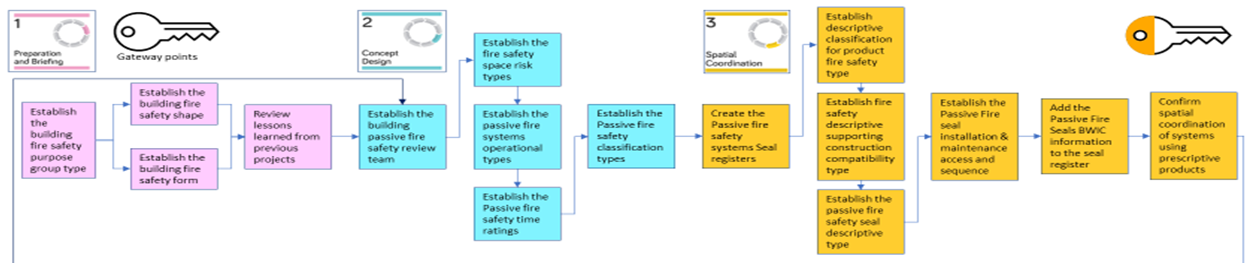 1
Preparation
and Briefing
Gateway points
2
Concept
Design
3
Spatial
Coordination
Establish
the
building
fire safety
purpose
group type
Establish the
building fire
safety shape
Establish the
building fire
safety form
Review
lessons
learned from
previous
projects
Establish the
building
passive fire
safety review
team
Establish the
fire safety
space risk
types
Establish the
passive fire
systems
operational
types
Establish the
Passive fire
safety time
ratings
Establish the
Passive fire
safety
classification
types
Create the
Passive fire
safety
systems Seal
registers
Establish
descriptive
classification
for product
fire safety
type
Establish fire
safety
descriptive
supporting
construction
compatibility
type
Establish the
passive fire
safety seal
descriptive
type
Establish the
Passive Fire
seal
installation &
maintenance
access and
sequence
Add the
Passive Fire
Seals BWIC
information
to the seal
register
Confirm
spatial
coordination
of systems
using
prescriptive
products